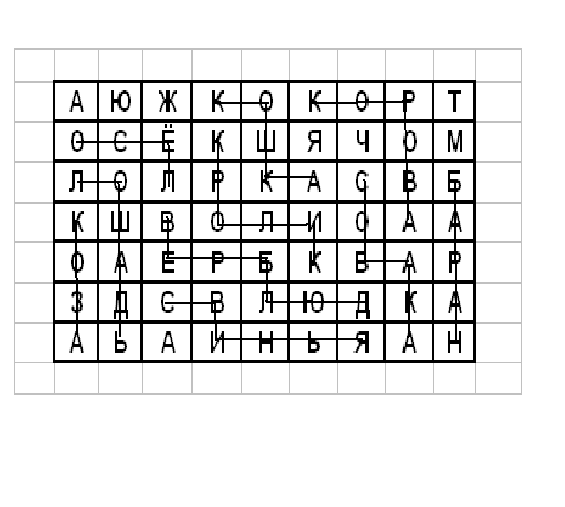 А Ю Ж К О К О Р Т
О С Ё К Ш Я Ч О М
Л О Л Р К А С В Б
К Ш В О Л И О А А
О А Е Р Б К В А Р
З Д С В Л Ю Д К А
А Ь А И Н Ь Я А Н